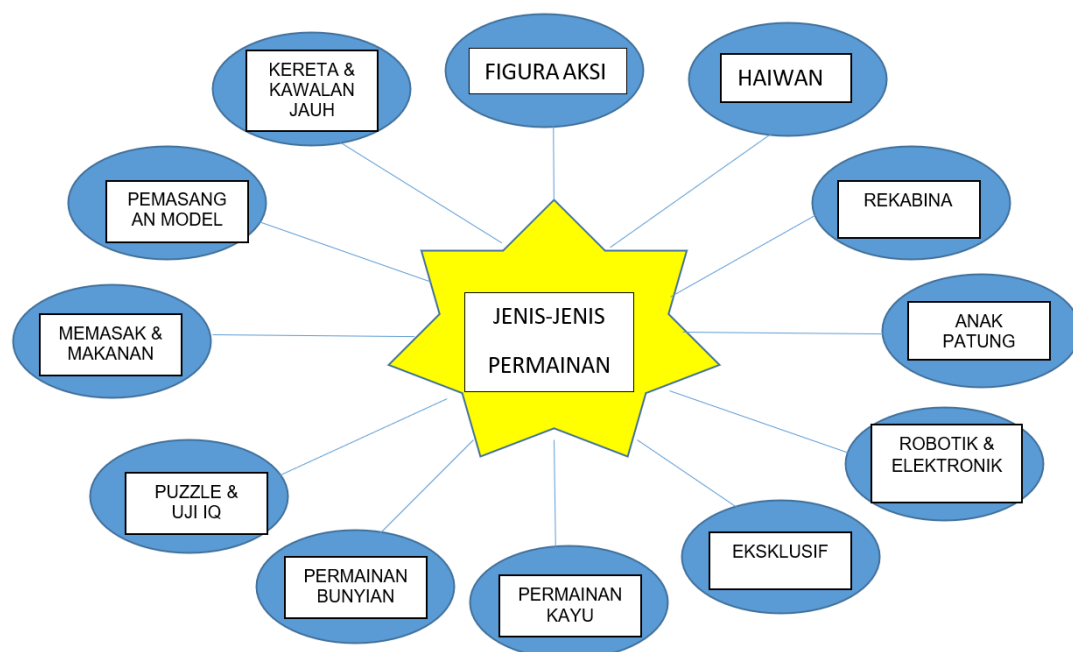 KERETA &
KAWALAN
JAUH
FIGURA AKSI
HAIWAN
PEMASANG
AN MODEL
REKABINA
MEMASAK &
MAKANAN
JENIS-JENIS
PERMAINAN
ANAK
PATUNG
PUZZLE &
UJI IQ
ROBOTIK &
ELEKTRONIK
PERMAINAN
BUNYIAN
PERMAINAN
KAYU
EKSKLUSIF